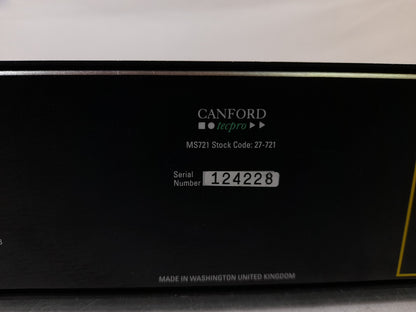 CANFORD
tecpro
MS721 Stock Code: 27-721
Serial
Number 124228
MADE IN WASHINGTON UNITED KINGDOM